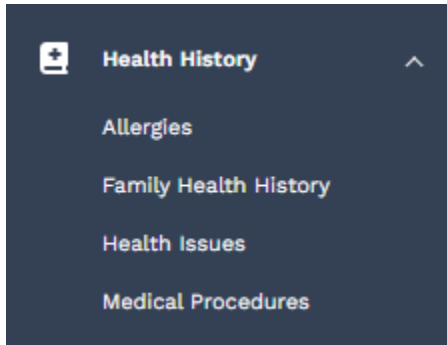 Health History
Allergies
Family Health History
Health Issues
Medical Procedures